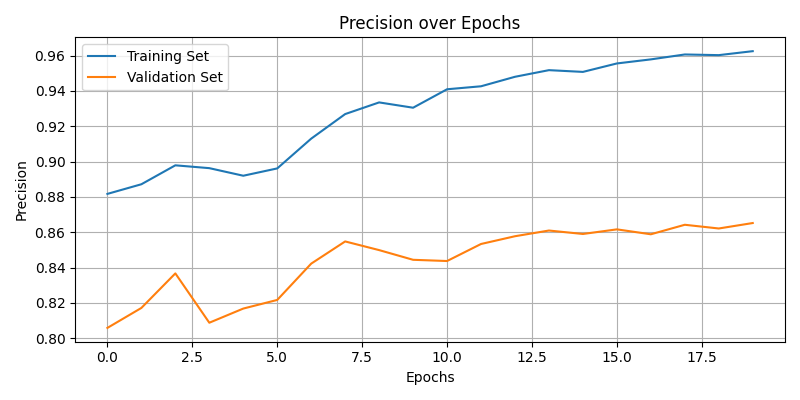 Precision over Epochs
Training Set
Validation Set
0.96
0.94
0.92
0.90
0.88
0.86
0.84
0.82
0.80
Precision
0.0 2.5 5.0 7.5 10.0 12.5 15.0 17.5
Epochs